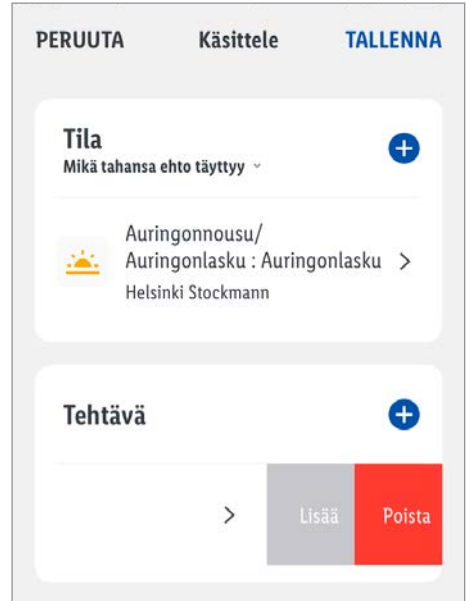 PERUUTA Käsittele TALLENNA
Tila
Mikä tahansa ehto täyttyy
Auringonnousu/
Auringonlasku : Auringonlasku
Helsinki Stockmann
Tehtävä
Lisää Poista